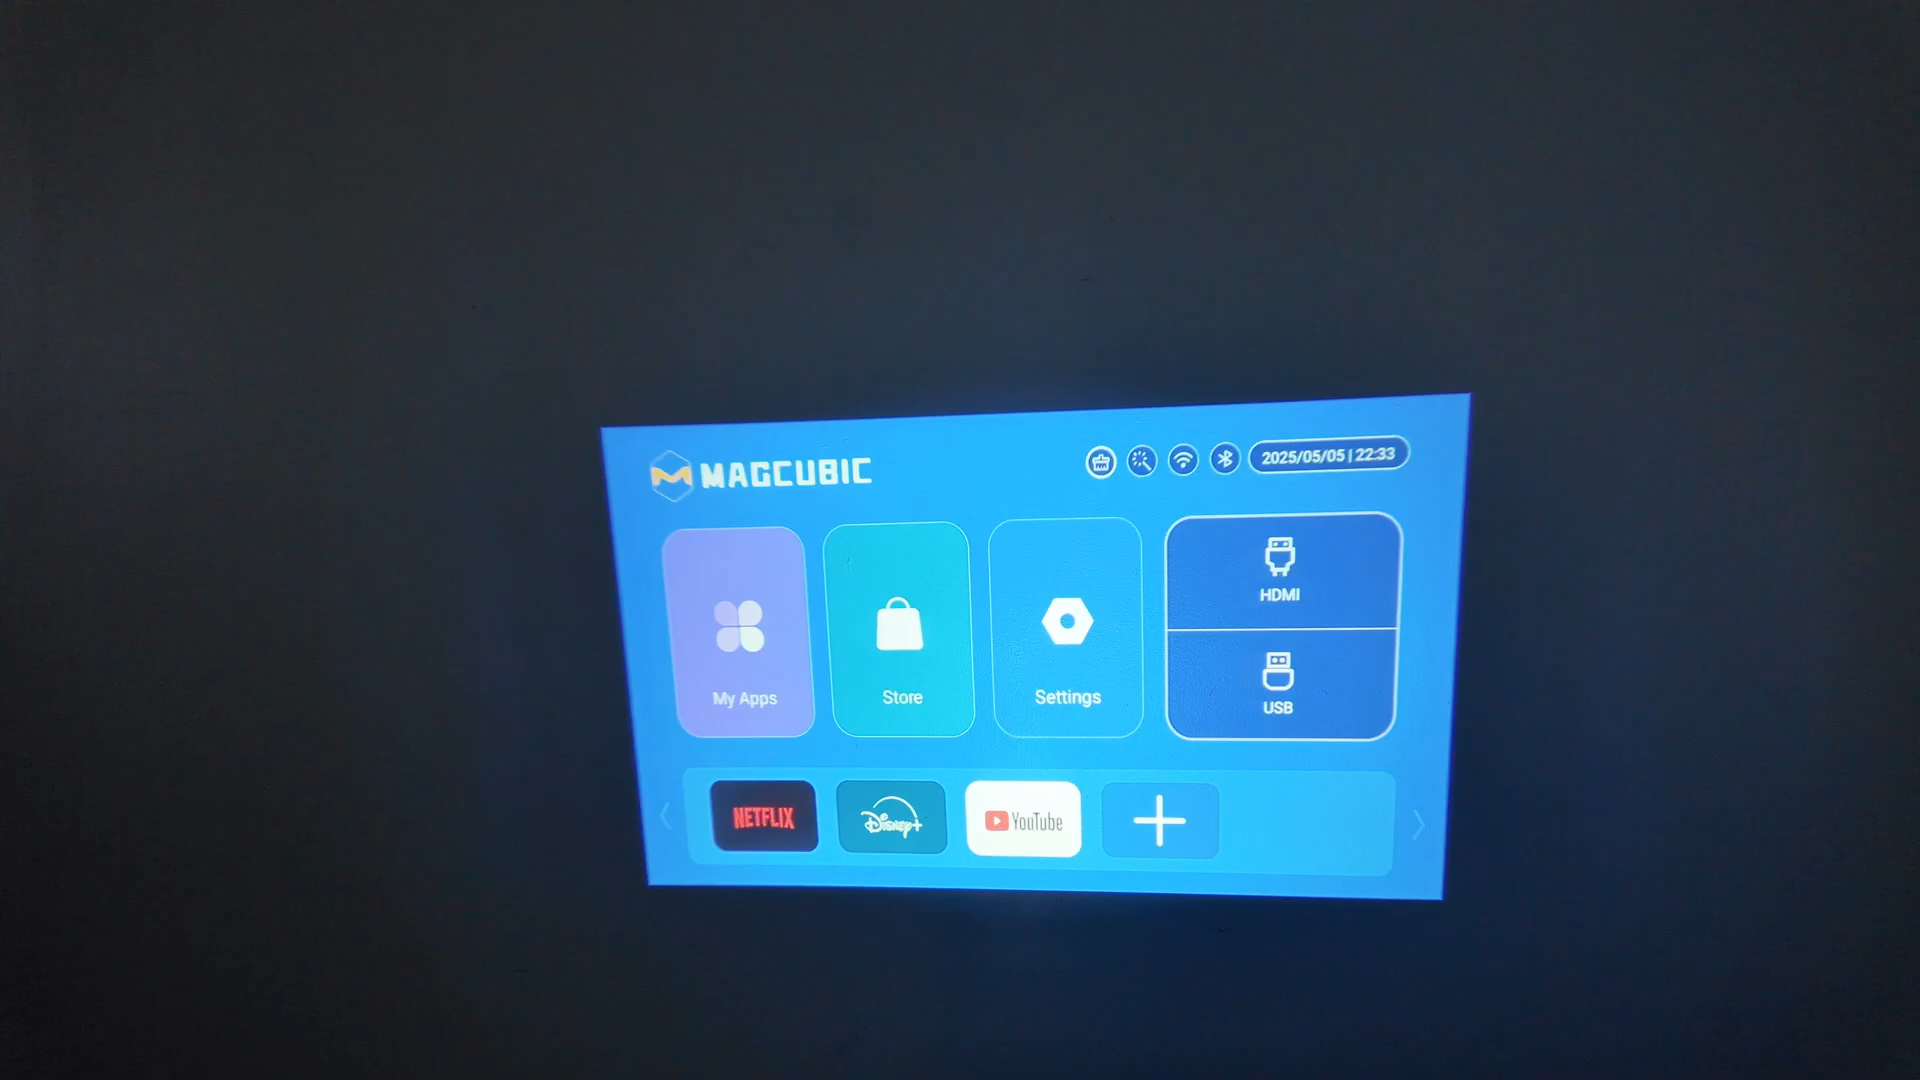 MAGCUBIC
2025/05/05 | 22:33
My Apps
Store
Settings
HDMI
USB
NETFLIX
Disney+
YouTube